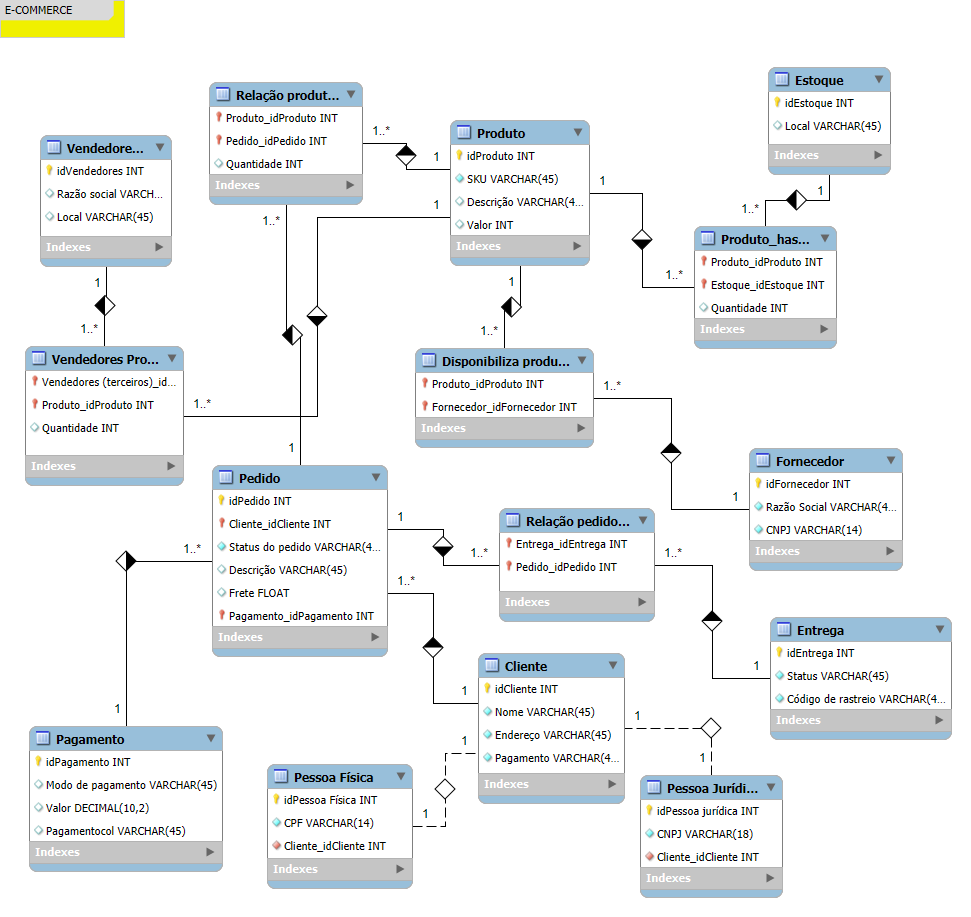 E-COMMERCE
Relação produt...
Produto_idProduto INT
Pedido_idPedido INT
Quantidade INT
Indexes
1..*
1
1..*
Produto
idProduto INT
SKU VARCHAR(45)
Descrição VARCHAR(4...
Valor INT
Indexes
1
1
1
Estoque
idEstoque INT
Local VARCHAR(45)
Indexes
1
1..*
Vendedore...
idVendedores INT
Razão social VARCH...
Local VARCHAR(45)
Indexes
1
1..*
Produto_has...
Produto_idProduto INT
Estoque_idEstoque INT
Quantidade INT
Indexes
1..*
Vendedores Pro...
Vendedores (terceiros)_id...
Produto_idProduto INT
Quantidade INT
Indexes
1..*
1..*
Disponibiliza produ...
Produto_idProduto INT
Fornecedor_idFornecedor INT
Indexes
1..*
1
Fornecedor
idFornecedor INT
Razão Social VARCHAR(4...
CNPJ VARCHAR(14)
Indexes
1
1..*
Pedido
idPedido INT
Cliente_idCliente INT
Status do pedido VARCHAR(4...
Descrição VARCHAR(45)
Frete FLOAT
Pagamento_idPagamento INT
Indexes
1
1..*
1..*
Relação pedido...
Entrega_idEntrega INT
Pedido_idPedido INT
Indexes
1..*
1
Entrega
idEntrega INT
Status VARCHAR(45)
Código de rastreio VARCHAR(4...
Indexes
1
Cliente
idCliente INT
Nome VARCHAR(45)
Endereço VARCHAR(45)
Pagamento VARCHAR(4...
Indexes
1
1
1
Pagamento
idPagamento INT
Modo de pagamento VARCHAR(45)
Valor DECIMAL(10,2)
Pagamentocol VARCHAR(45)
Indexes
1
Pessoa Física
idPessoa Física INT
CPF VARCHAR(14)
Cliente_idCliente INT
Indexes
1
Pessoa Jurídi...
idPessoa jurídica INT
CNPJ VARCHAR(18)
Cliente_idCliente INT
Indexes